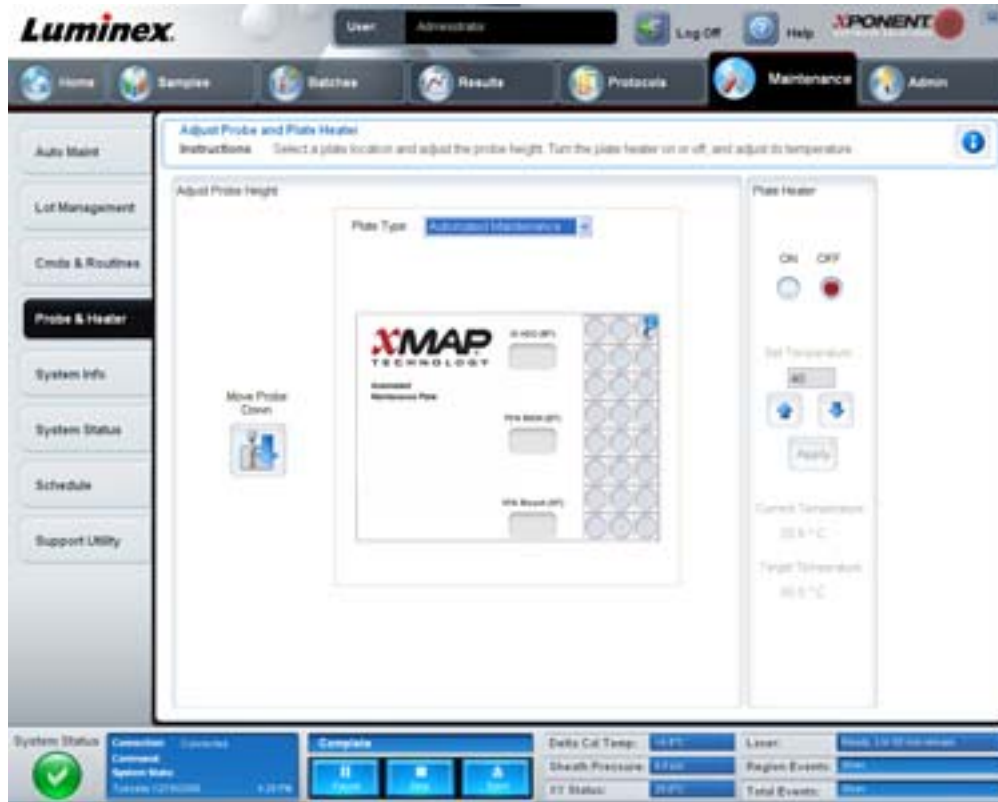 Luminex.
User: Administrator
Log Off
Help
XPONENT
Home
Samples
Batches
Results
Protocols
Maintenance
Admin
Auto Maint
Lot Management
Cmds & Routines
Probe & Heater
System Info
System Status
Schedule
Support Utility
Adjust Probe and Plate Heater
Instructions Select a plate location and adjust the probe height. Turn the plate heater on or off, and adjust its temperature
Adjust Probe Height
Plate Type Automated Maintenance
Move Probe Down
XMAP
TECHNOLOGY
Automated
Maintenance Plate
Plate Heater
ON OFF
Set Temperature
Apply
Current Temperature
Target Temperature
System Status
Connection: Connected
Command:
System State:
Complete
Pause
Stop
Eject
Delta Cal Temp:
Sheath Pressure:
XY Status:
Laser:
Region Events:
Total Events: